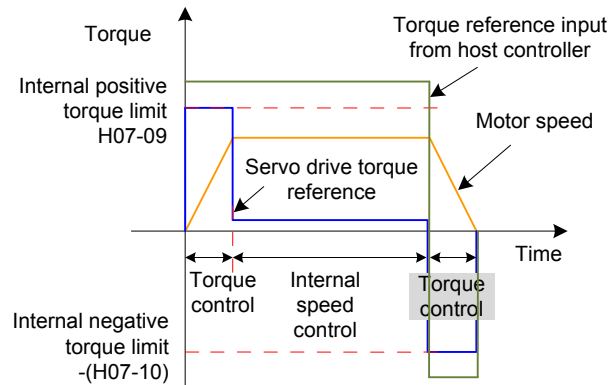 Torque
Torque reference input
from host controller
Internal positive
torque limit
H07-09
Motor speed
Servo drive torque
reference
Time
Torque
control
Internal
speed
control
Torque
control
Internal negative
torque limit
-(H07-10)